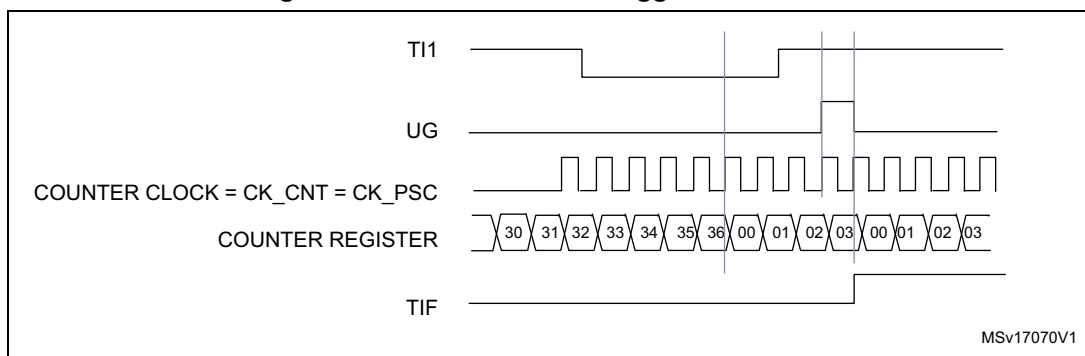 TI1
UG
COUNTER CLOCK = CK_CNT = CK_PSC
COUNTER REGISTER 30 31 32 33 34 35 36 00 01 02 03 00 01 02 03
TIF
MSv17070V1